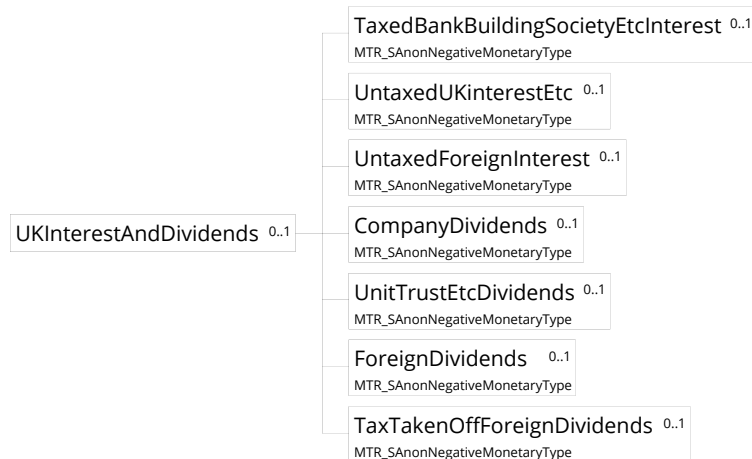 TaxedBankBuildingSocietyEtcInterest 0..1
MTR_SAnonNegativeMonetaryType
UntaxedUKinterestEtc 0..1
MTR_SAnonNegativeMonetaryType
UntaxedForeignInterest 0..1
MTR_SAnonNegativeMonetaryType
UKInterestAndDividends 0..1
CompanyDividends 0..1
MTR_SAnonNegativeMonetaryType
UnitTrustEtcDividends 0..1
MTR_SAnonNegativeMonetaryType
ForeignDividends 0..1
MTR_SAnonNegativeMonetaryType
TaxTakenOffForeignDividends 0..1
MTR_SAnonNegativeMonetaryType